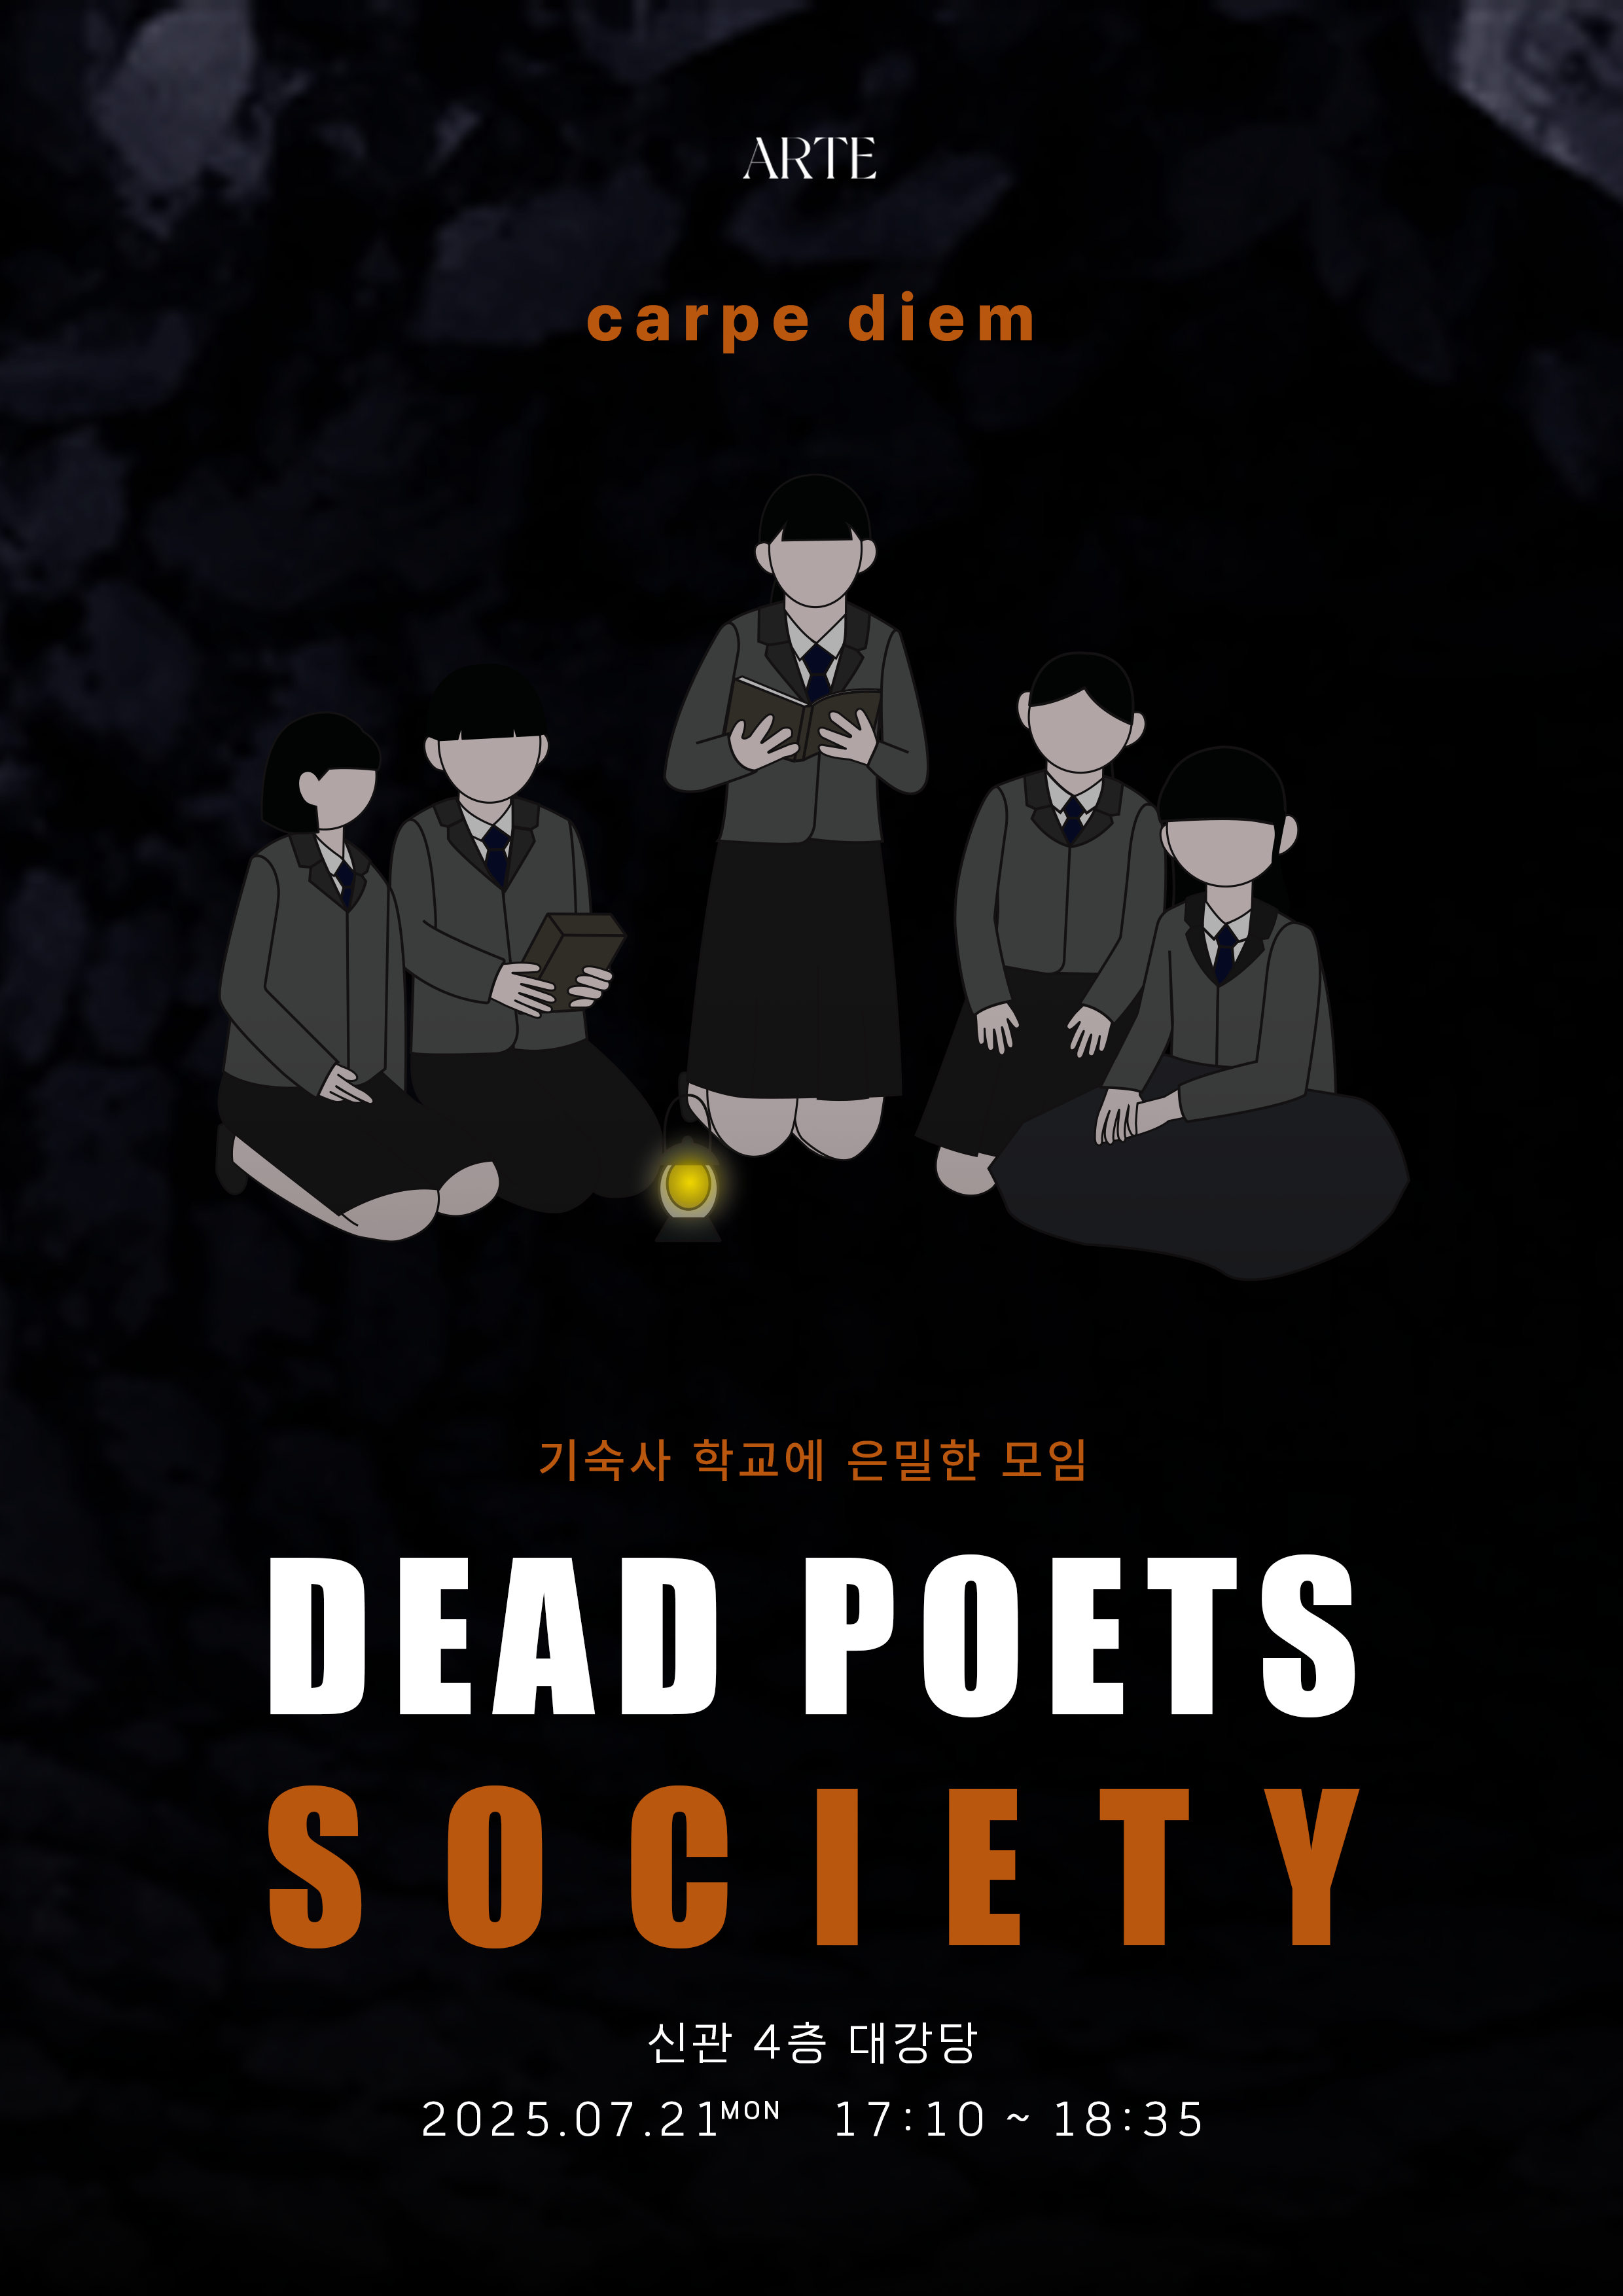 ARTE
carpe diem
기숙사 학교에 은밀한 모임
DEAD POETS
SOCIETY
신관 4층 대강당
2025.07.21MON 17:10 ~ 18:35